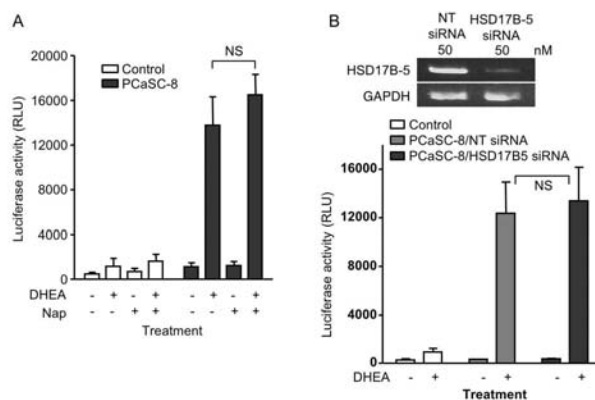 A
Luciferase activity (RLU)
20000
16000
12000
8000
4000
2000
0
Control
PCaSC-8
NS
DHEA - + - + - + - +
Nap - - + + - - + +
Treatment
B
NT siRNA HSD17B-5 siRNA
50 50 nM
HSD17B-5
GAPDH
Control
PCaSC-8/NT siRNA
PCaSC-8/HSD17B5 siRNA
Luciferase activity (RLU)
16000
12000
8000
4000
0
NS
DHEA - + - + - +
Treatment